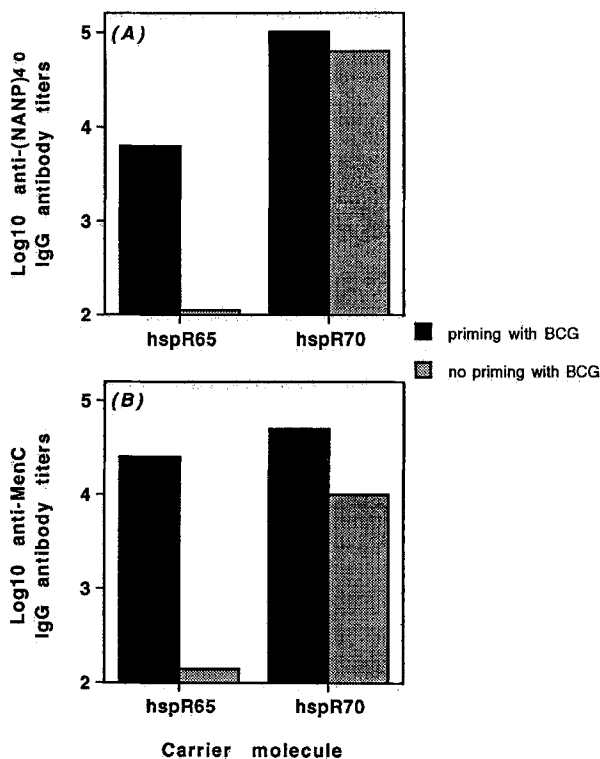 (A)
Log10 anti-(NANP)40
IgG antibody titers
5
4
3
2
hspR65 hspR70
priming with BCG
no priming with BCG
(B)
Log10 anti-MenC
IgG antibody titers
5
4
3
2
hspR65 hspR70
Carrier molecule